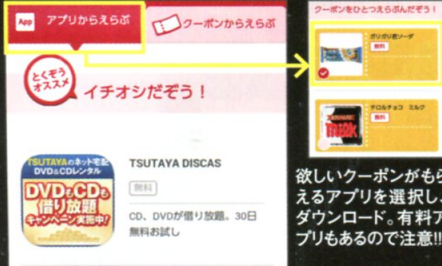 App アプリからえらぶ
クーポンからえらぶ
とくぞう
オススメ
イチオシだぞう！
TSUTAYAのネット宅配
DVD&CDレンタル
DVDもCDも
借り放題
キャンペーン実施中!
TSUTAYA DISCAS
無料
CD、DVDが借り放題。30日
無料お試し
クーポンをひとつえらぶんだぞう！
ガリガリ君ソーダ
無料
チロルチョコ ミルク
無料
欲しいクーポンがもら
えるアプリを選択し、
ダウンロード。有料ア
プリもあるので注意!!